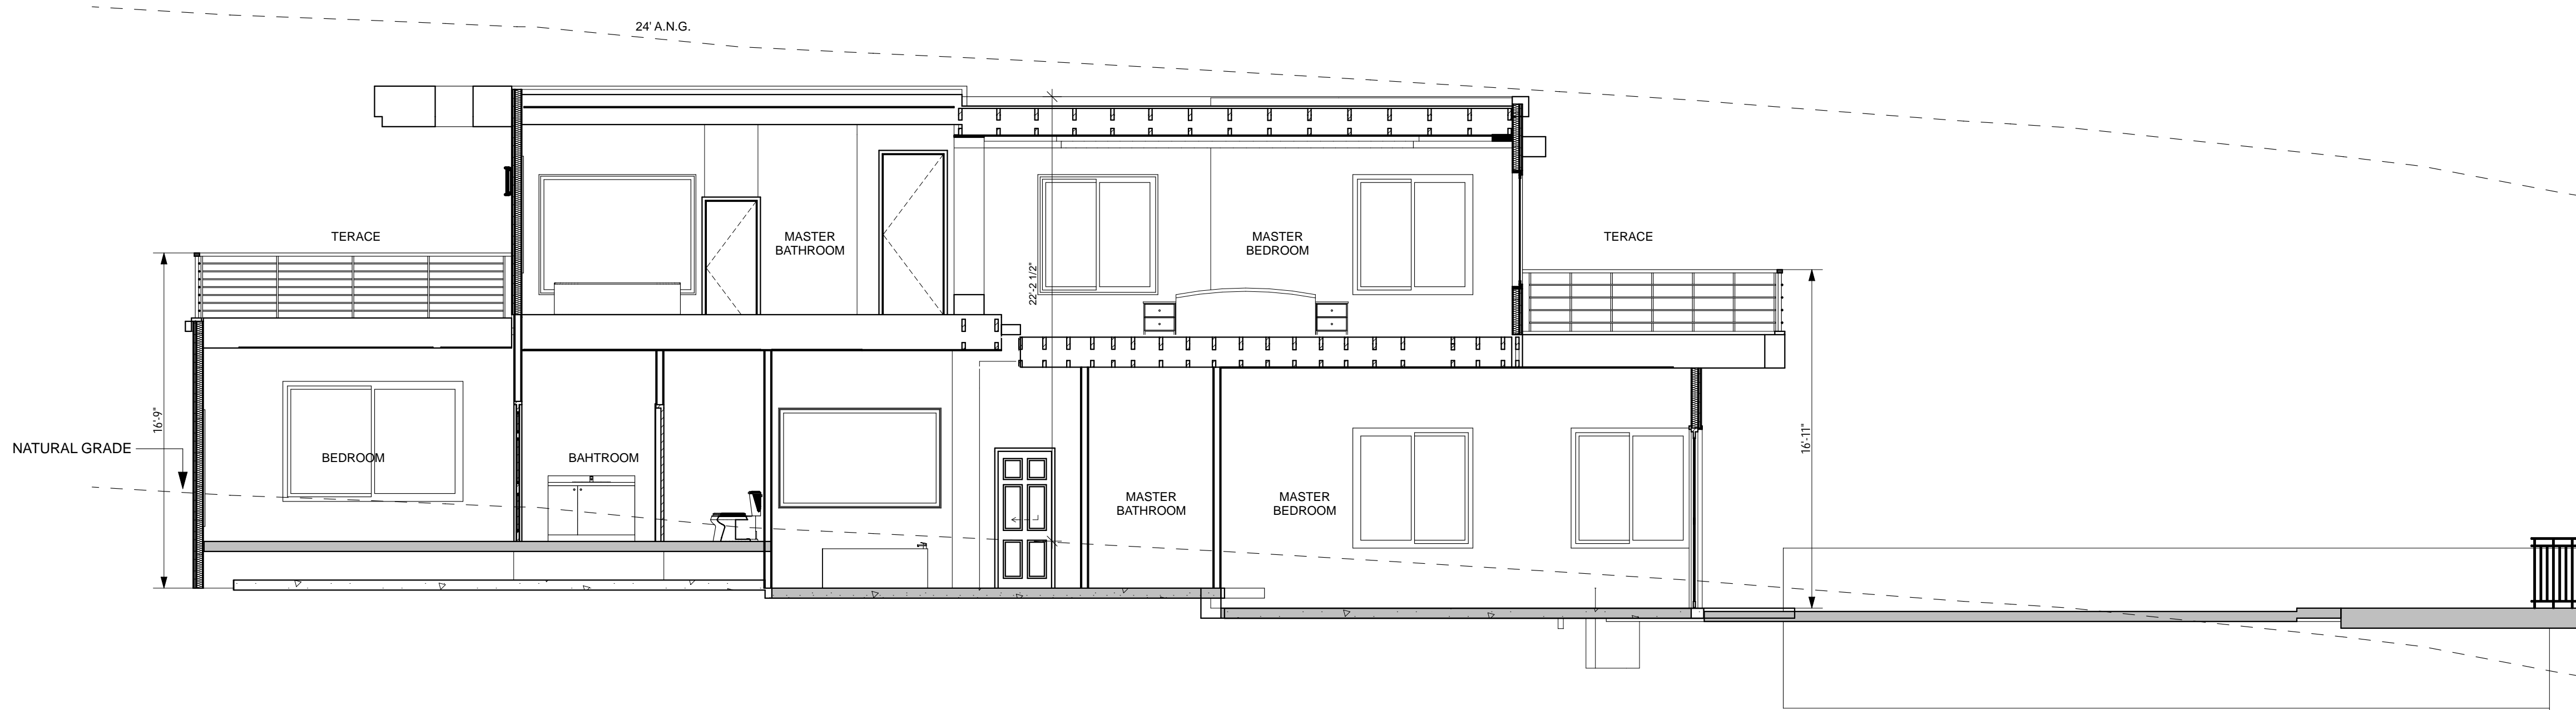 24' A.N.G.
TERACE
MASTER
BATHROOM
MASTER
BEDROOM
TERACE
22'-2 1/2"
16'-9"
16'-11"
NATURAL GRADE
BEDROOM
BAHTROOM
MASTER
BATHROOM
MASTER
BEDROOM